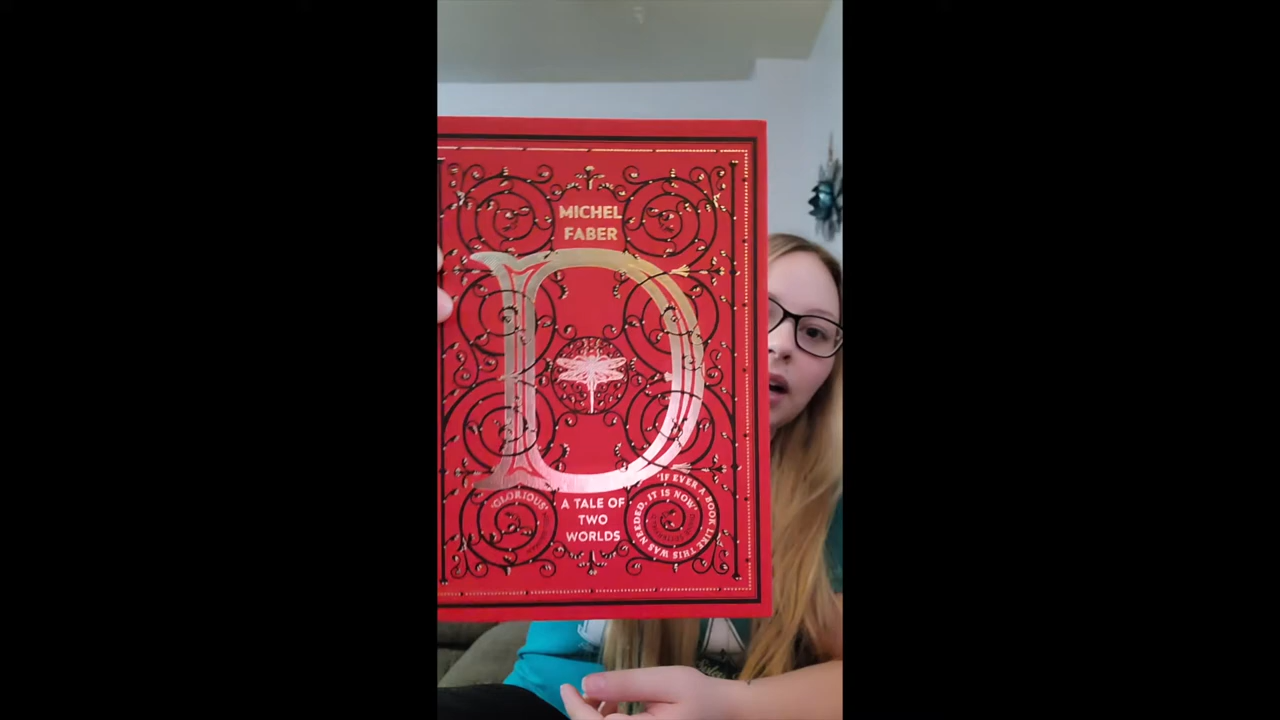 MICHEL
FABER
D
'GLORIOUS'
A TALE OF
TWO
WORLDS
'IF EVER A BOOK LIKE THIS WAS NEEDED, IT IS NOW'